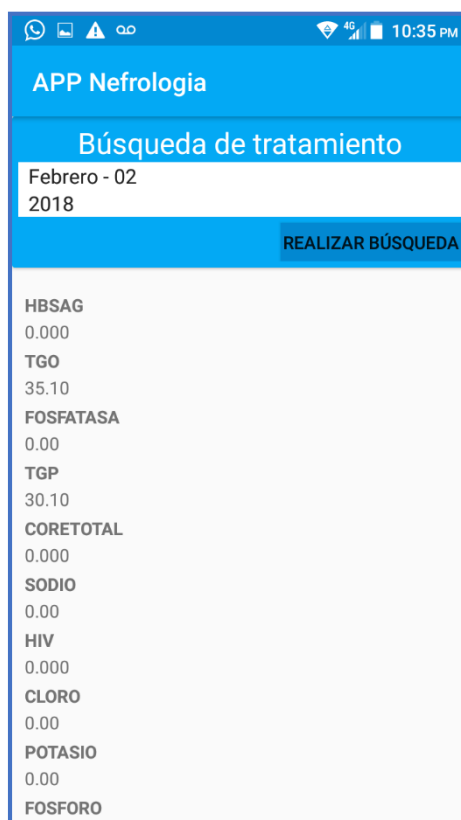 4G 10:35 PM
APP Nefrologia
Búsqueda de tratamiento
Febrero - 02
2018
REALIZAR BÚSQUEDA
HBSAG
0.000
TGO
35.10
FOSFATASA
0.00
TGP
30.10
CORETOTAL
0.000
SODIO
0.00
HIV
0.000
CLORO
0.00
POTASIO
0.00
FOSFORO